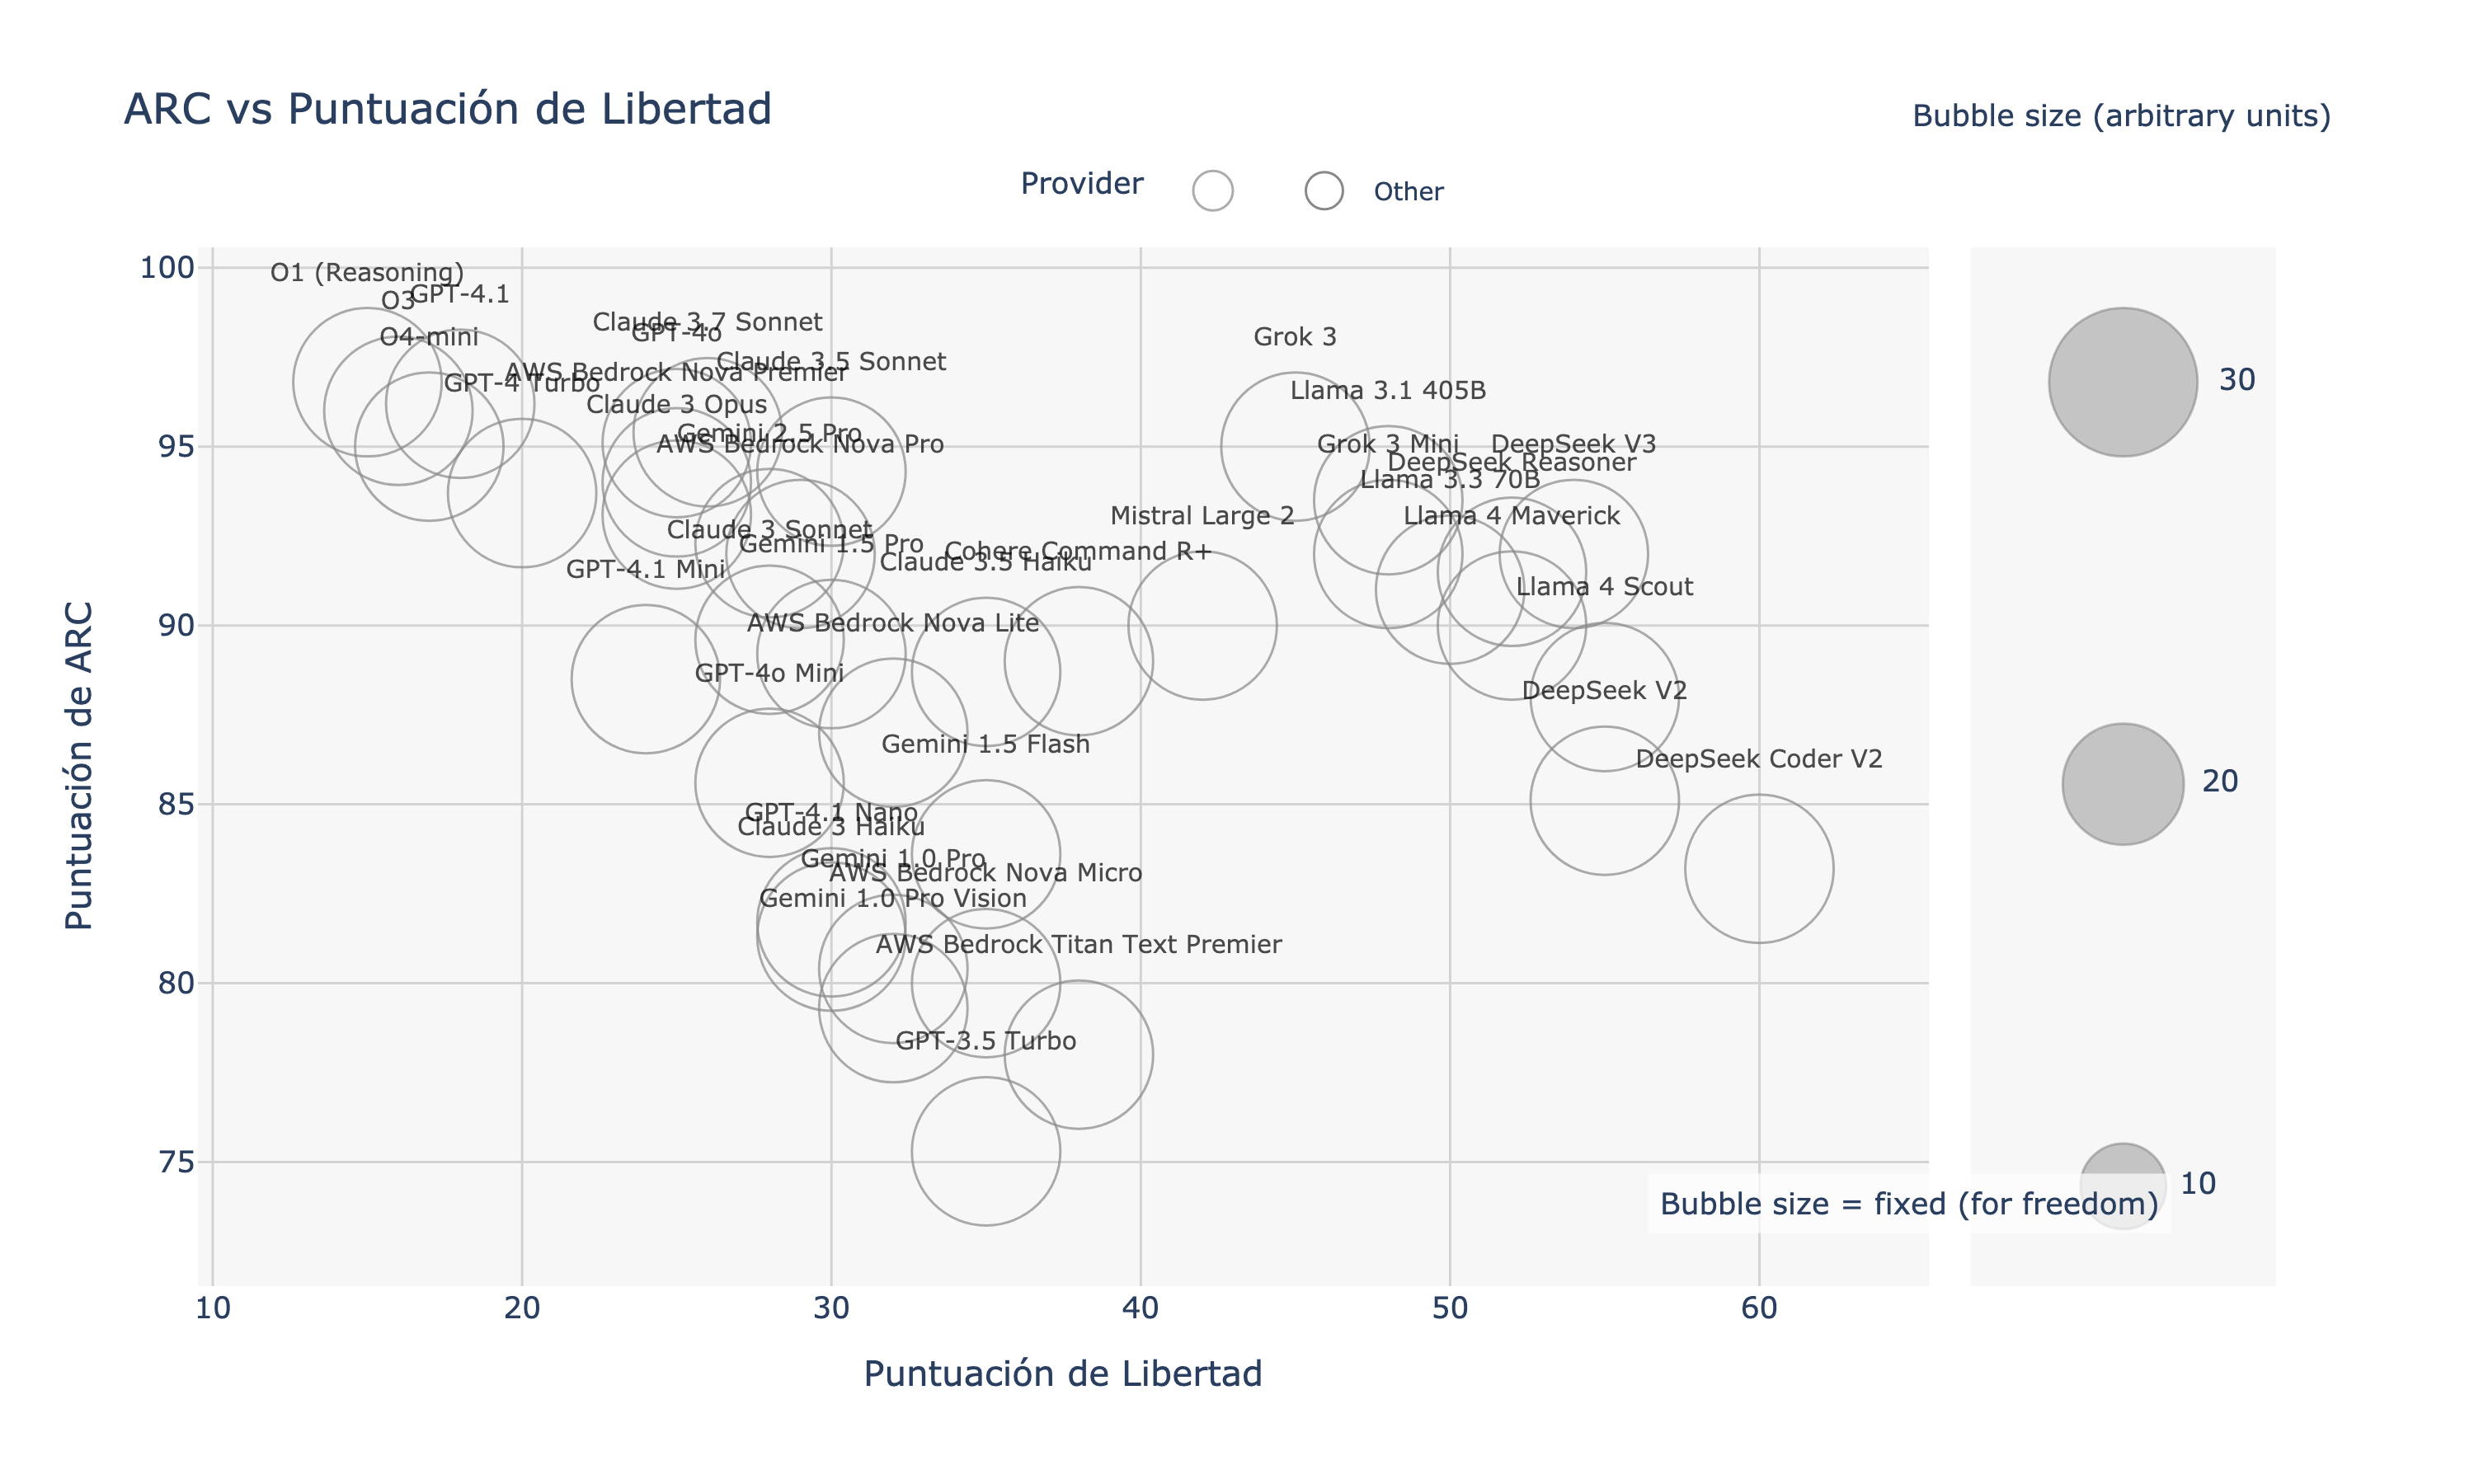 ARC vs Puntuación de Libertad
Bubble size (arbitrary units)
Provider
Other
100
95
90
85
80
75
Puntuación de ARC
O1 (Reasoning)
GPT-4.1
O3
O4-mini
Claude 3.7 Sonnet
GPT-4o
Claude 3.5 Sonnet
AWS Bedrock Nova Premier
GPT-4 Turbo
Claude 3 Opus
Gemini 2.5 Pro
AWS Bedrock Nova Pro
Grok 3
Llama 3.1 405B
Grok 3 Mini
DeepSeek V3
DeepSeek Reasoner
Llama 3.3 70B
Mistral Large 2
Llama 4 Maverick
Claude 3 Sonnet
Gemini 1.5 Pro
Cohere Command R+
Claude 3.5 Haiku
GPT-4.1 Mini
Llama 4 Scout
AWS Bedrock Nova Lite
GPT-4o Mini
DeepSeek V2
Gemini 1.5 Flash
DeepSeek Coder V2
GPT-4.1 Nano
Claude 3 Haiku
Gemini 1.0 Pro
AWS Bedrock Nova Micro
Gemini 1.0 Pro Vision
AWS Bedrock Titan Text Premier
GPT-3.5 Turbo
30
20
10
Bubble size = fixed (for freedom)
10
20
30
40
50
60
Puntuación de Libertad